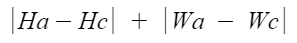 |Ha − Hc| + |Wa − Wc|